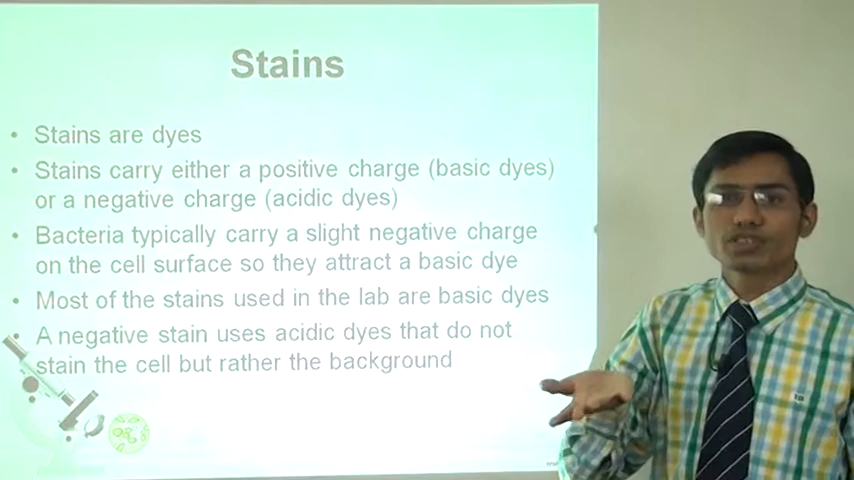 Stains
• Stains are dyes
• Stains carry either a positive charge (basic dyes)
or a negative charge (acidic dyes)
• Bacteria typically carry a slight negative charge
on the cell surface so they attract a basic dye
• Most of the stains used in the lab are basic dyes
• A negative stain uses acidic dyes that do not
stain the cell but rather the background